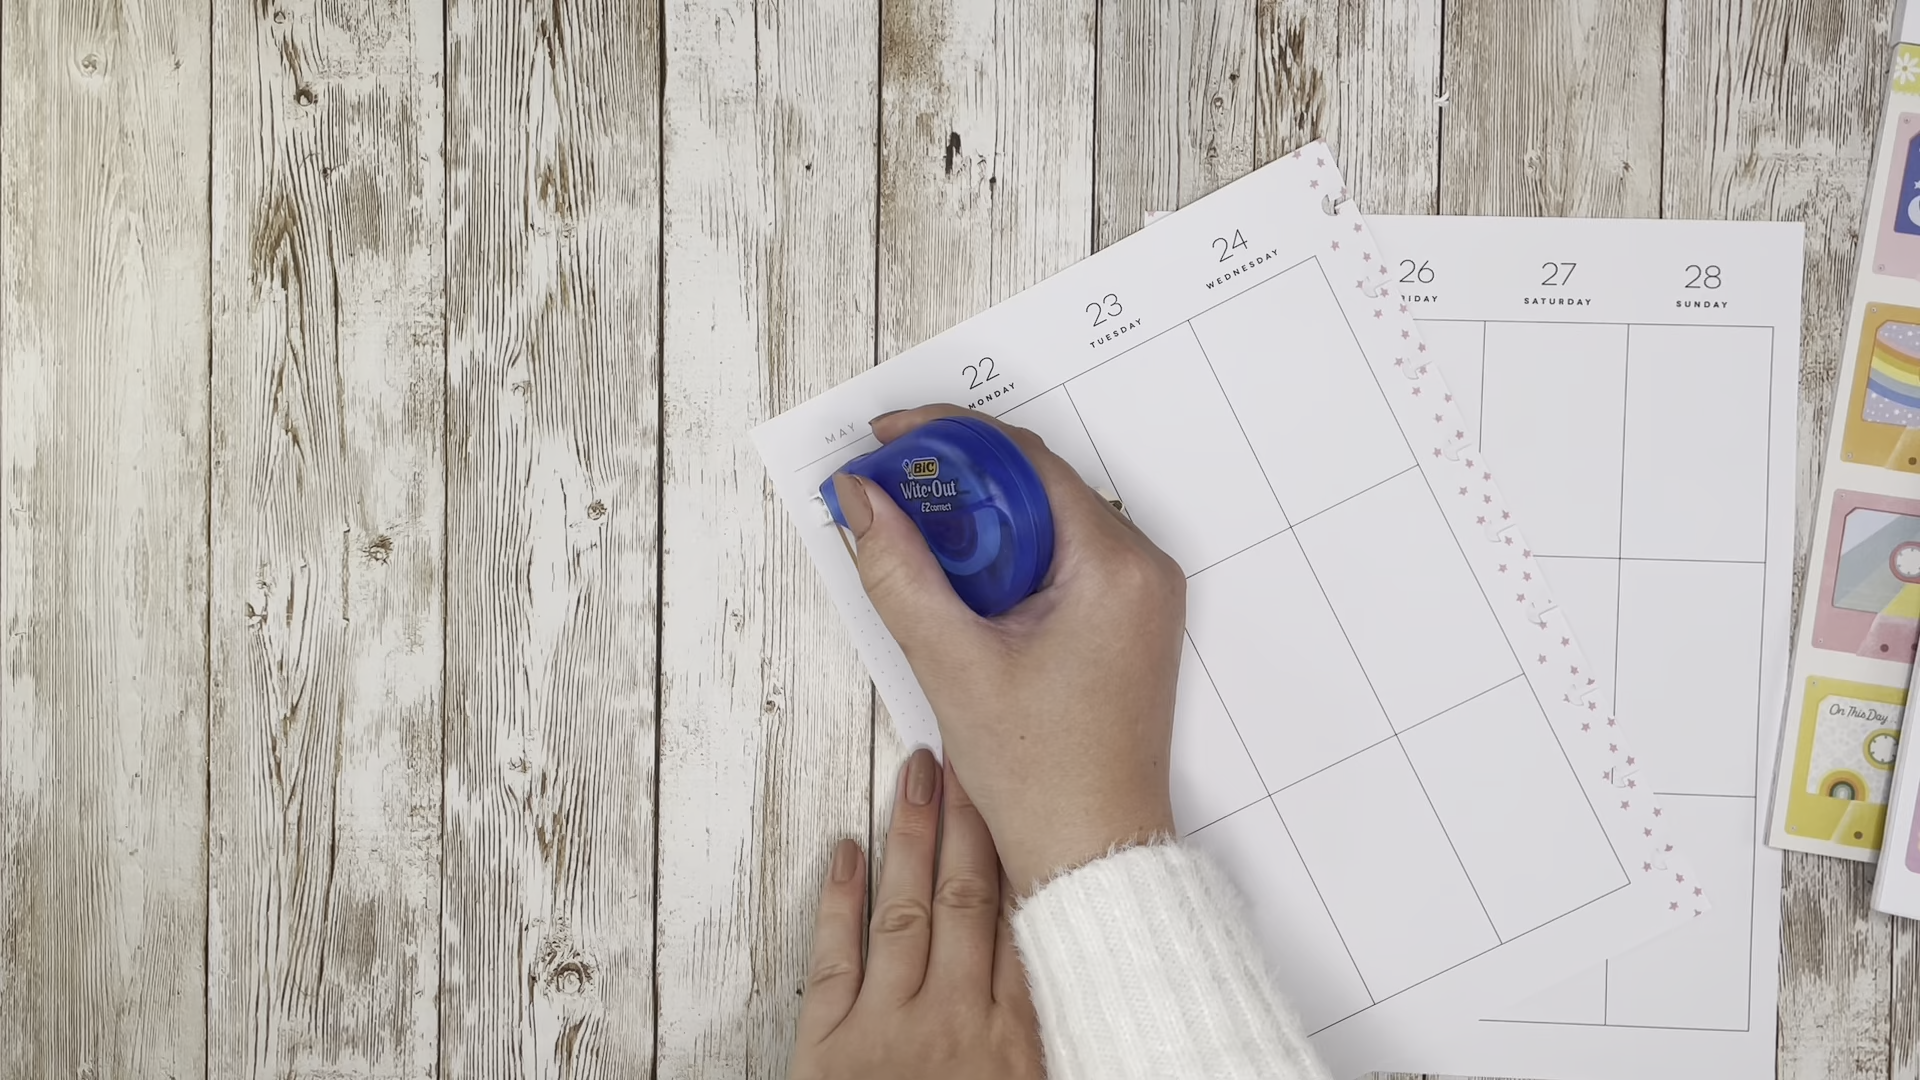 24
WEDNESDAY
23
TUESDAY
22
MONDAY
MAY
26
27
SATURDAY
28
SUNDAY
BIC
Wite-Out
EZcorrect
On This Day